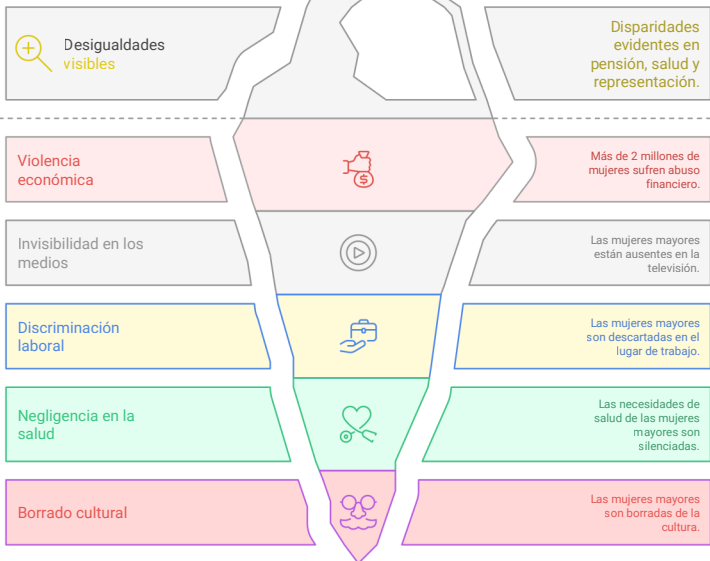 Desigualdades
visibles
Disparidades
evidentes en
pensión, salud y
representación.
Violencia
económica
Más de 2 millones de
mujeres sufren abuso
financiero.
Invisibilidad en los
medios
Las mujeres mayores
están ausentes en la
televisión.
Discriminación
laboral
Las mujeres mayores
son descartadas en el
lugar de trabajo.
Negligencia en la
salud
Las necesidades de
salud de las mujeres
mayores son
silenciadas.
Borrado cultural
Las mujeres mayores
son borradas de la
cultura.